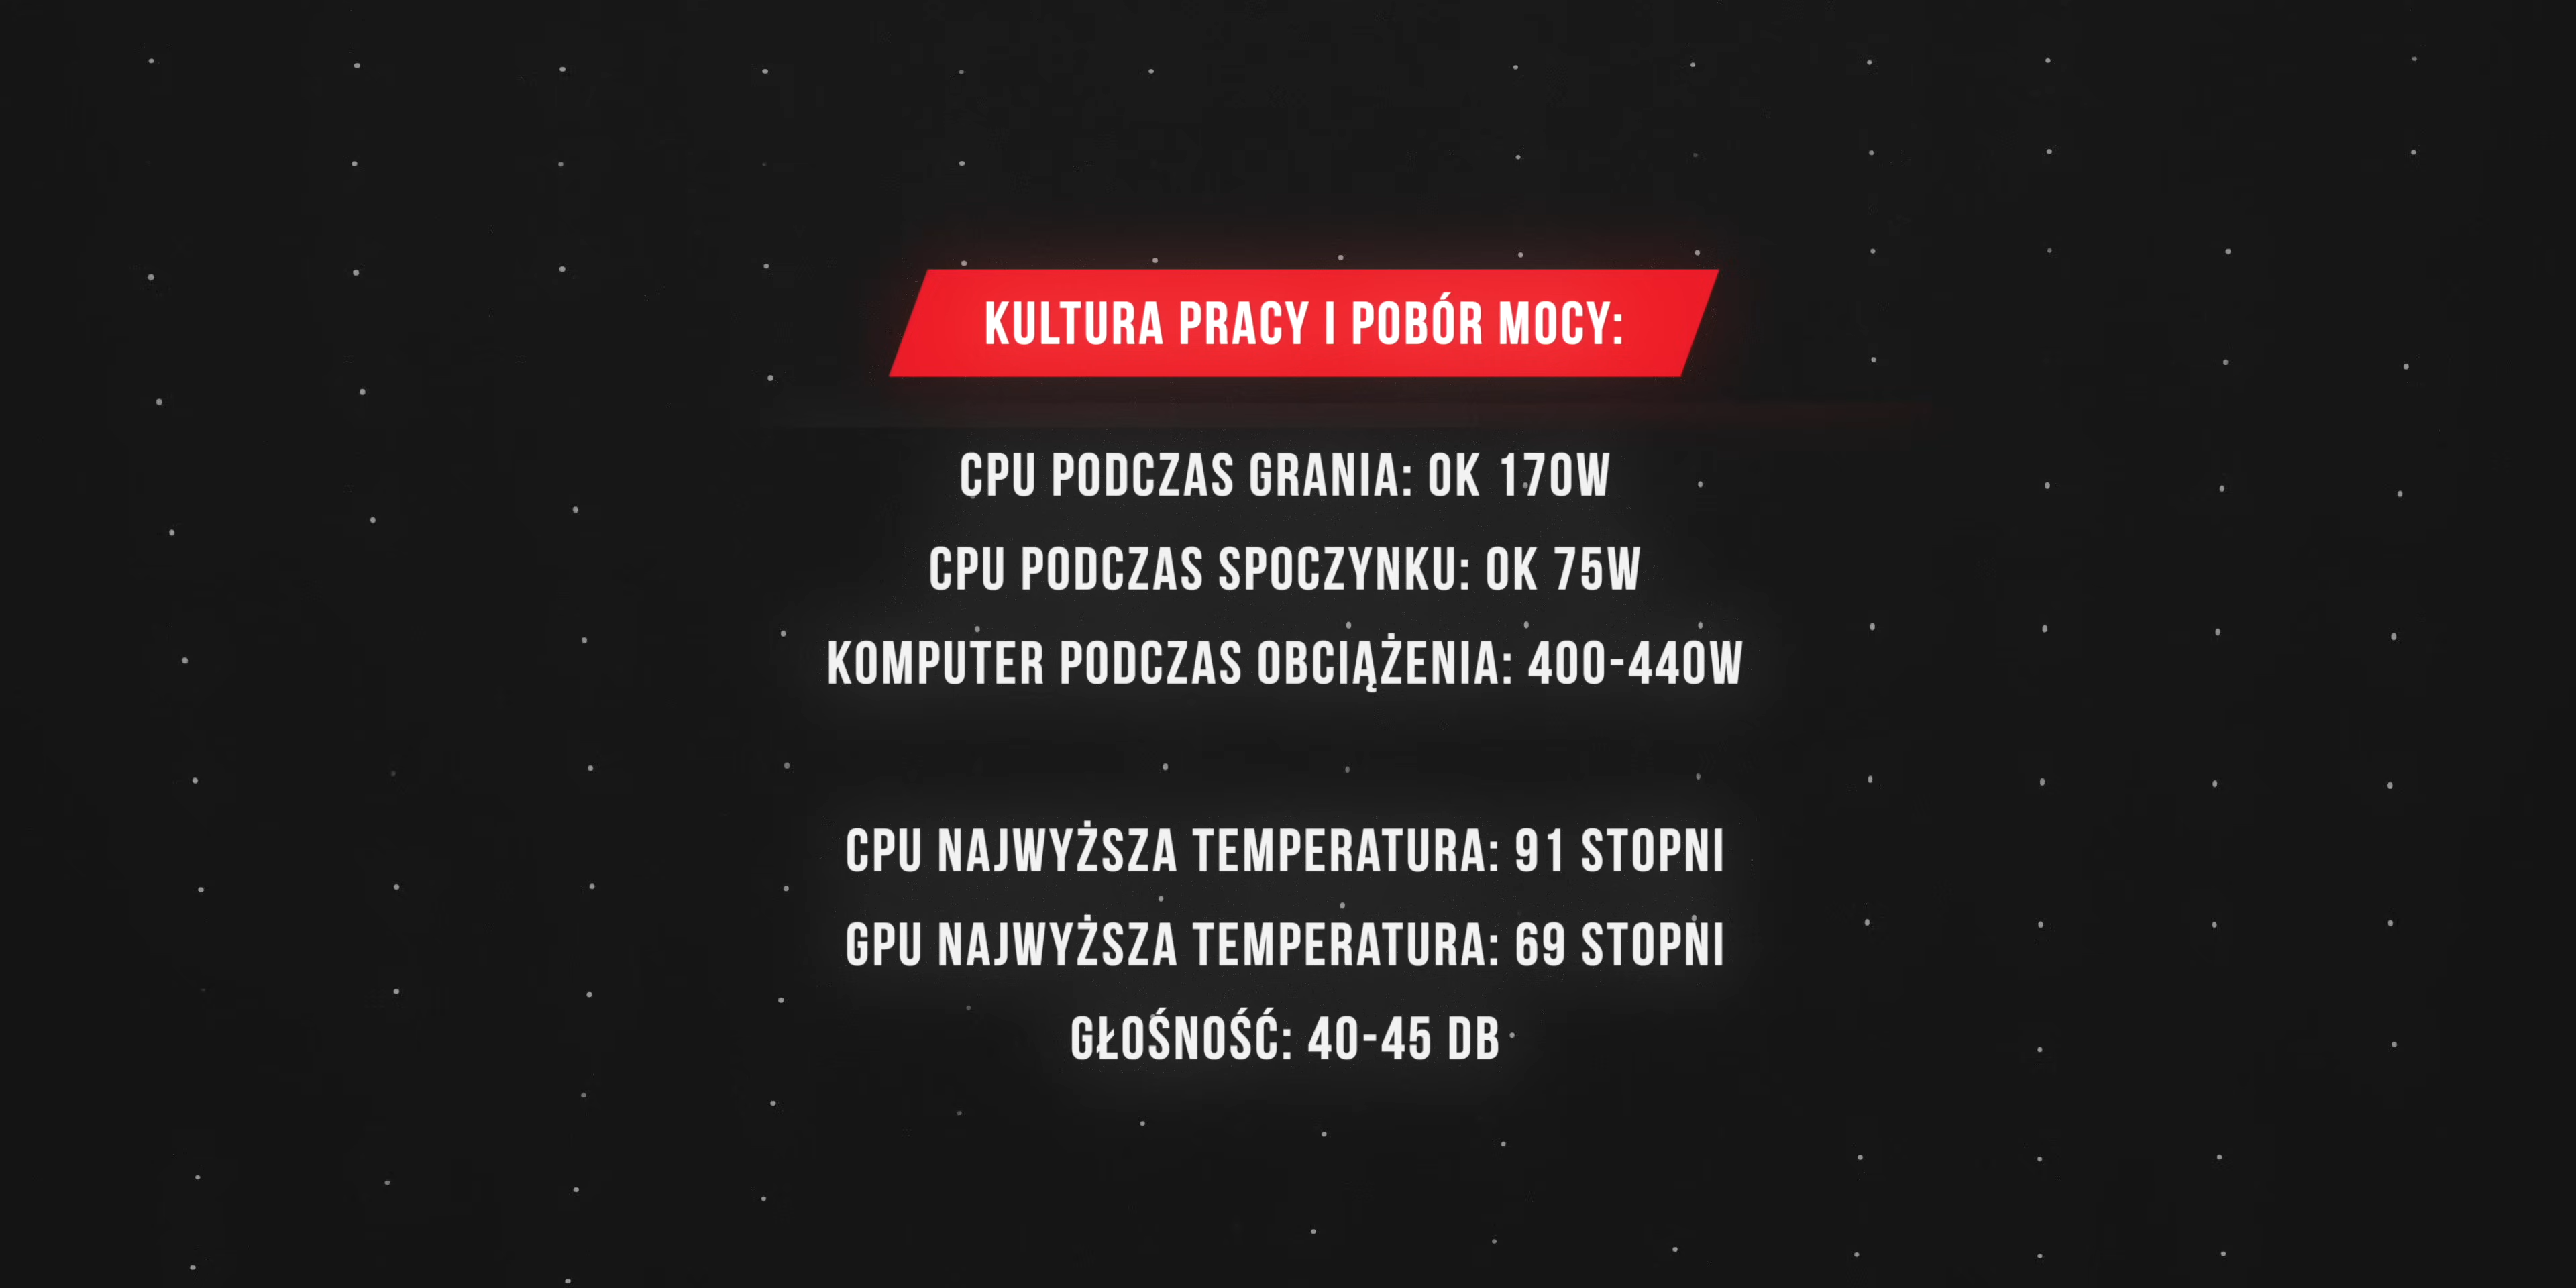 KULTURA PRACY I POBÓR MOCY:
CPU PODCZAS GRANIA: OK 170W
CPU PODCZAS SPOCZYNKU: OK 75W
KOMPUTER PODCZAS OBCIĄŻENIA: 400-440W
CPU NAJWYŻSZA TEMPERATURA: 91 STOPNI
GPU NAJWYŻSZA TEMPERATURA: 69 STOPNI
GŁOŚNOŚĆ: 40-45 DB